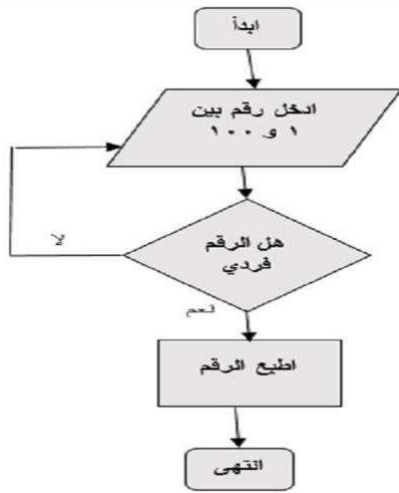 ابدأ
ادخل رقم بين
١ و ١٠٠
هل الرقم
فردي
لا
نعم
اطبع الرقم
انتهى